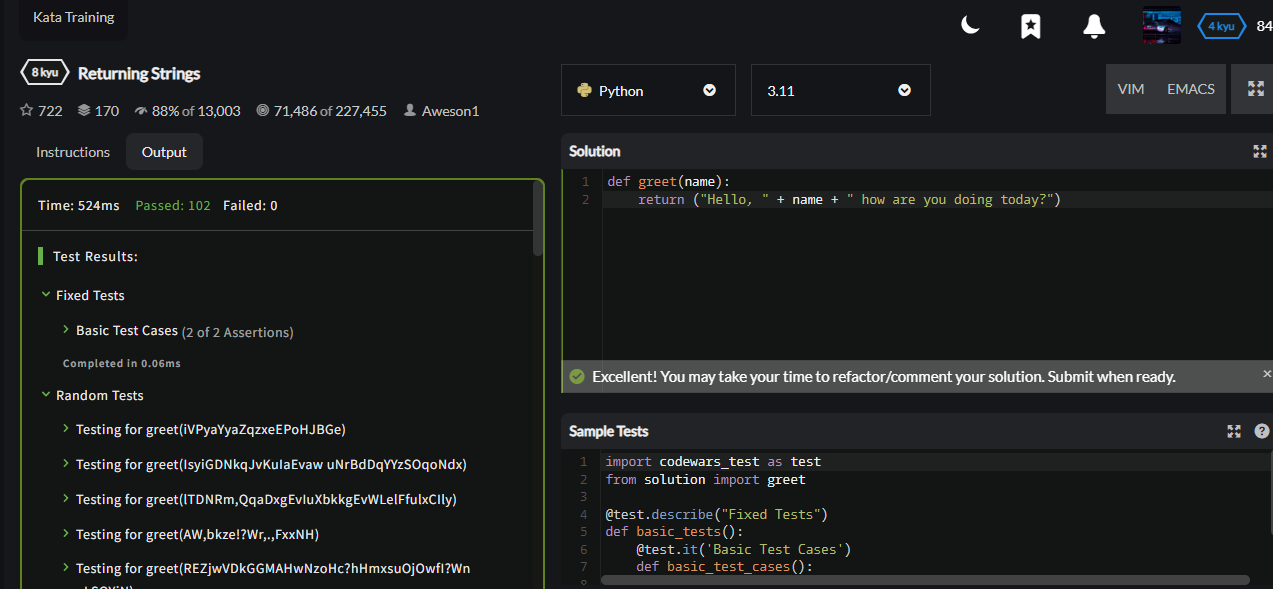 Kata Training
4 kyu 84
8 kyu Returning Strings
722 170 88% of 13,003 71,486 of 227,455 Aweson1
Instructions Output
Time: 524ms Passed: 102 Failed: 0
Test Results:
Fixed Tests
Basic Test Cases (2 of 2 Assertions)
Completed in 0.06ms
Random Tests
Testing for greet(iVPyaYyaZqzxeEPoHJBGe)
Testing for greet(IsyiGDNkqJvKuIaEvaw uNrBdDqYYzSOqoNdx)
Testing for greet(lTDNRm,QqaDxgEvIuXbkkgEvWLelFfulxCIly)
Testing for greet(AW,bkze!?Wr,.,FxxNH)
Testing for greet(REZjwVDkGGMAHwNzoHc?hHmxsuOjOwfI?Wn
Python 3.11 VIM EMACS
Solution
1 def greet(name):
2 return ("Hello, " + name + " how are you doing today?")
Excellent! You may take your time to refactor/comment your solution. Submit when ready.
Sample Tests
1 import codewars_test as test
2 from solution import greet
3
4 @test.describe("Fixed Tests")
5 def basic_tests():
6 @test.it('Basic Test Cases')
7 def basic_test_cases():